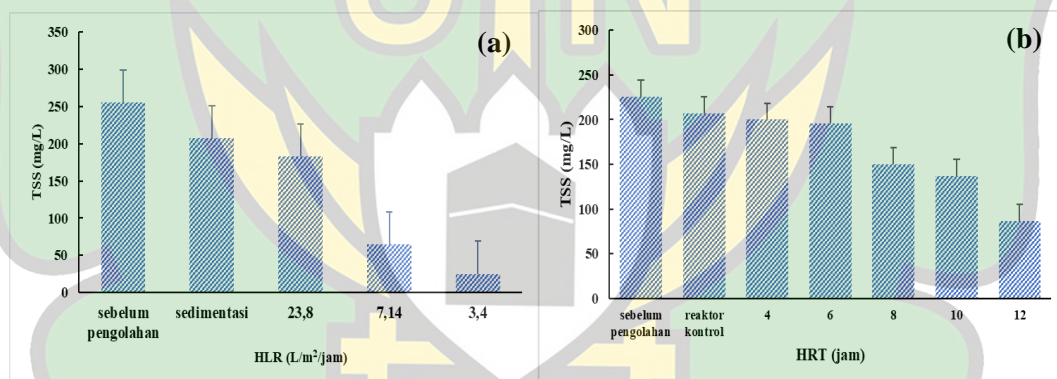 (a)
350
300
250
200
150
100
50
0
TSS (mg/L)
sebelum
pengolahan
sedimentasi
23,8
7,14
3,4
HLR (L/m²/jam)
(b)
300
250
200
150
100
50
0
TSS (mg/L)
sebelum
pengolahan
reaktor
kontrol
4
6
8
10
12
HRT (jam)